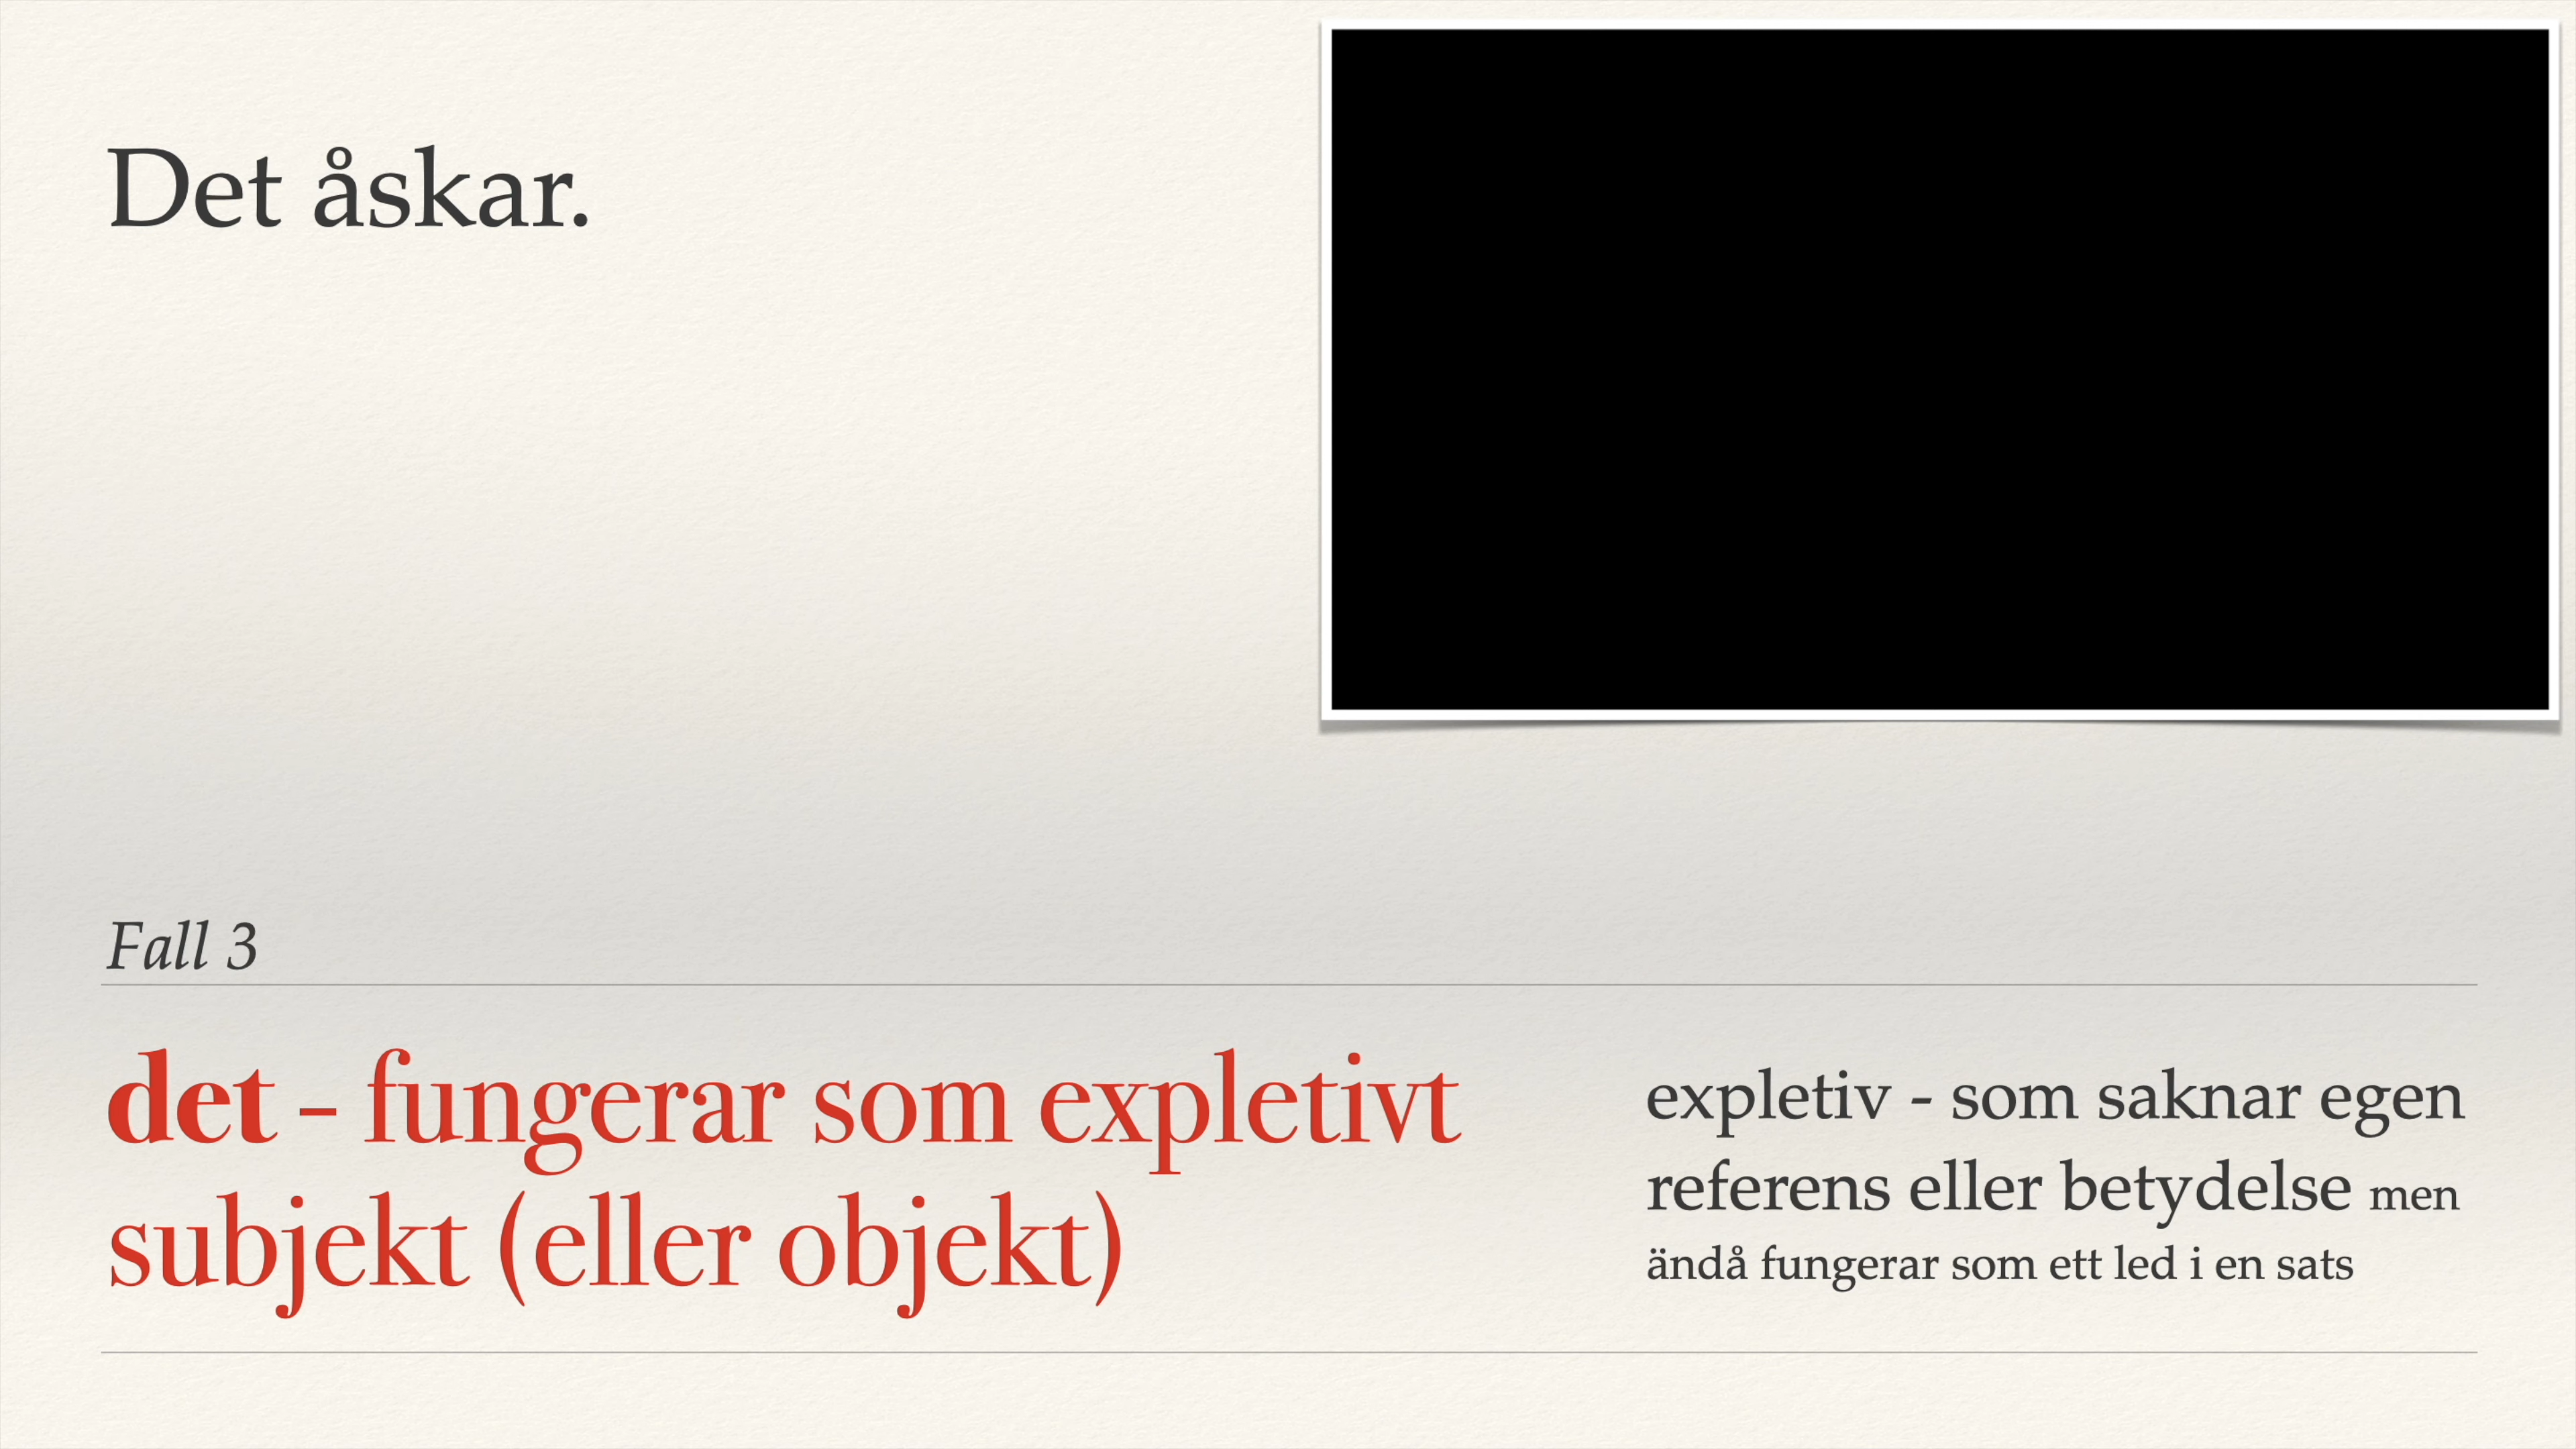 Det åskar.
Fall 3
det - fungerar som expletivt
subjekt (eller objekt)
expletiv - som saknar egen
referens eller betydelse men
ändå fungerar som ett led i en sats